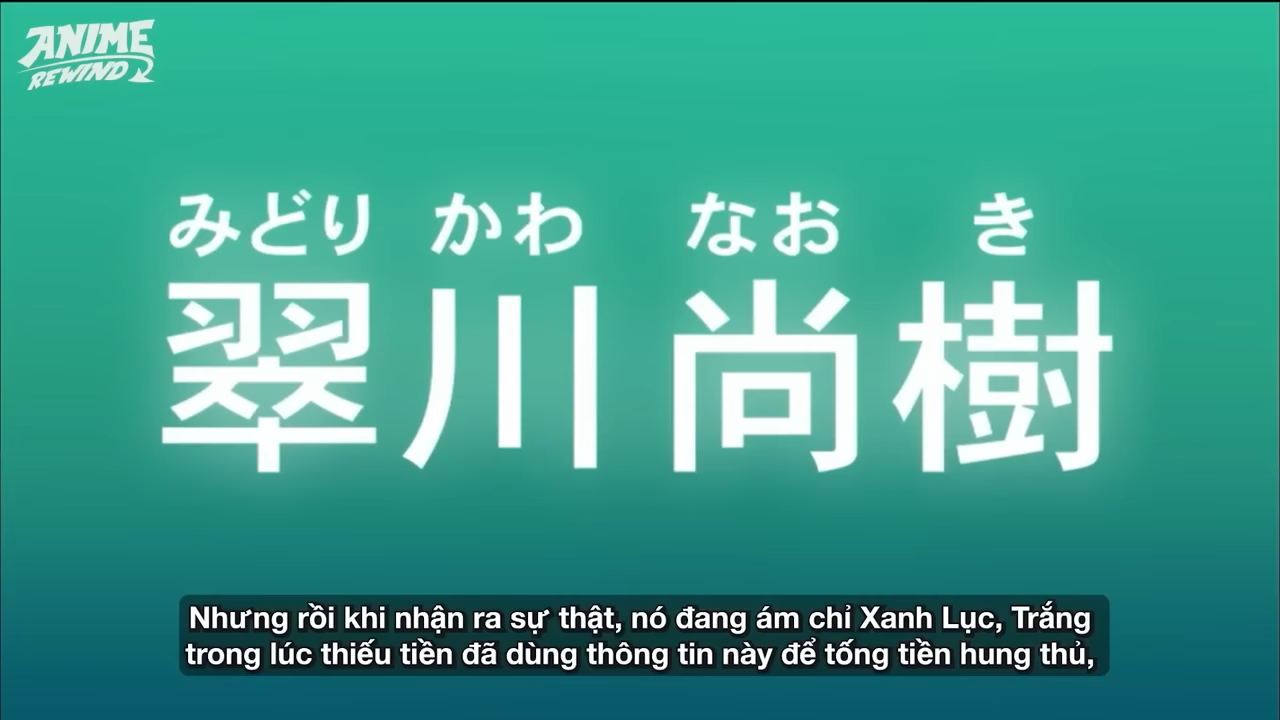 ANIME
REWIND
みどり かわ なお き
翠川 尚樹
Nhưng rồi khi nhận ra sự thật, nó đang ám chỉ Xanh Lục, Trắng
trong lúc thiếu tiền đã dùng thông tin này để tống tiền hung thủ,